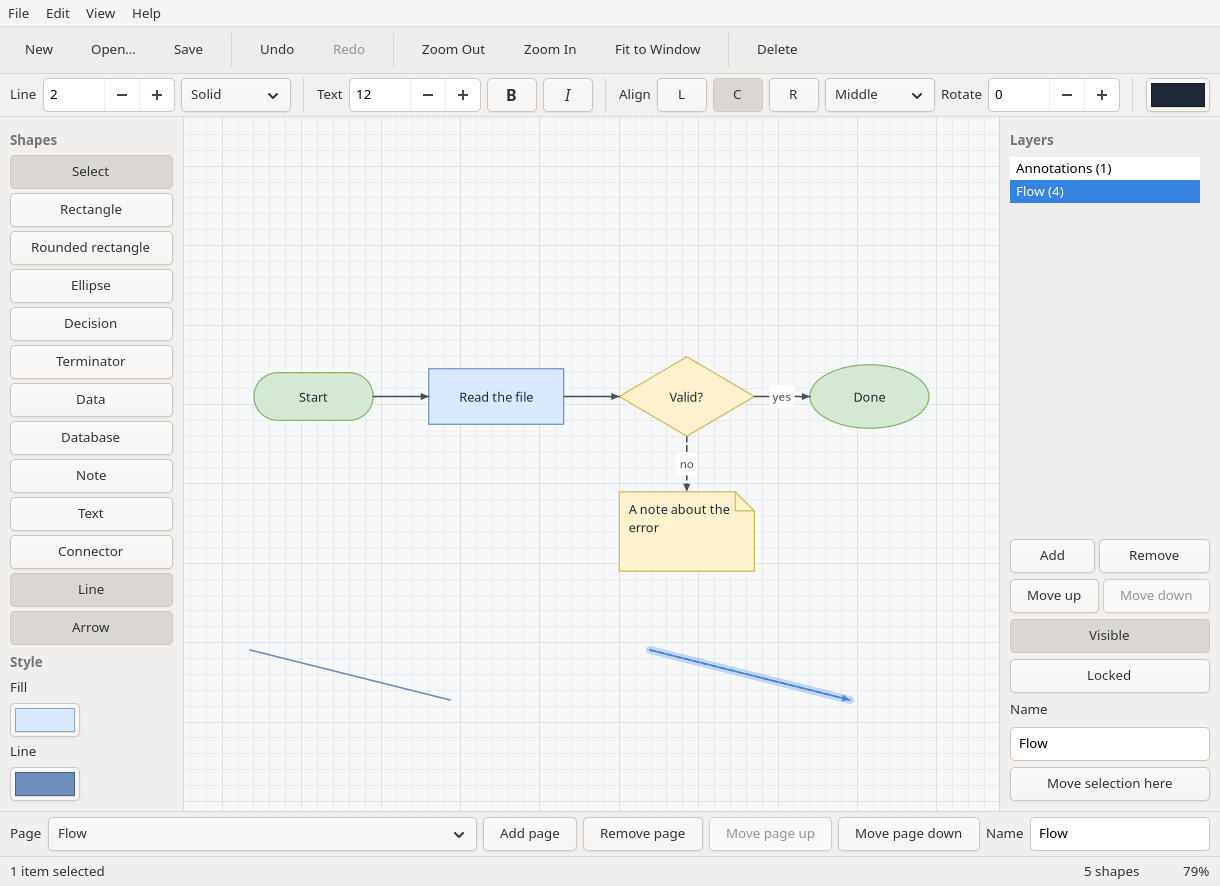 File Edit View Help
New Open... Save Undo Redo Zoom Out Zoom In Fit to Window Delete
Line 2 Solid Text 12 B I Align L C R Middle Rotate 0
Shapes
Select
Rectangle
Rounded rectangle
Ellipse
Decision
Terminator
Data
Database
Note
Text
Connector
Line
Arrow
Style
Fill
Line
Start
Read the file
Valid?
yes
Done
no
A note about the
error
Layers
Annotations (1)
Flow (4)
Add Remove
Move up Move down
Visible
Locked
Name
Flow
Move selection here
Page Flow Add page Remove page Move page up Move page down Name Flow
1 item selected 5 shapes 79%